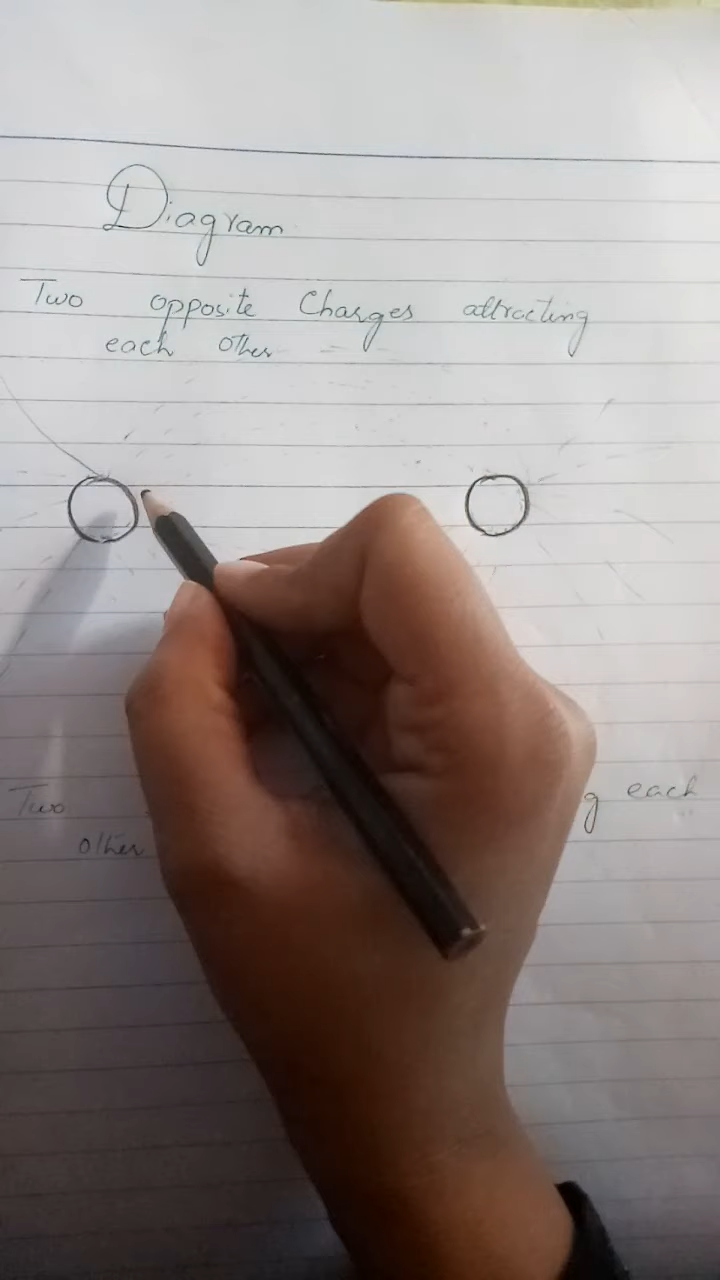 Diagram
Two opposite Charges attracting
each other
Two g each
other